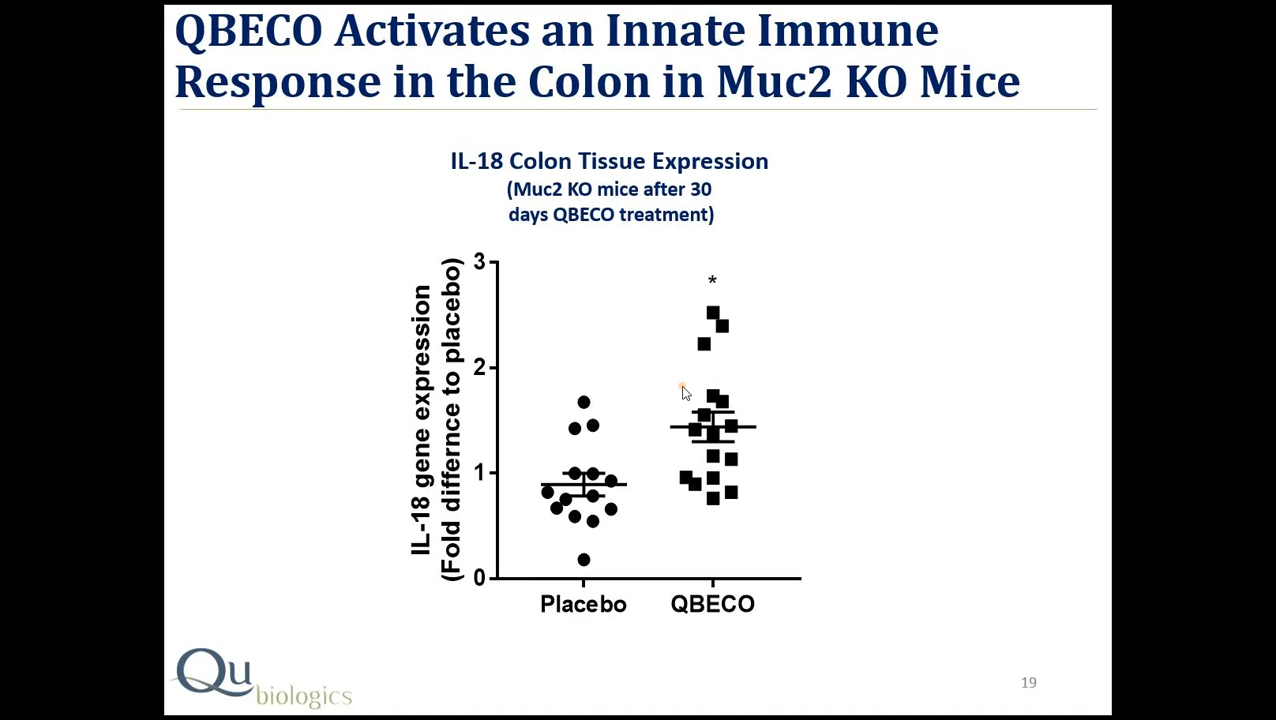 QBECO Activates an Innate Immune
Response in the Colon in Muc2 KO Mice
IL-18 Colon Tissue Expression
(Muc2 KO mice after 30
days QBECO treatment)
IL-18 gene expression
(Fold differnce to placebo)
3
*
2
1
0
Placebo
QBECO
Qu
biologics
19